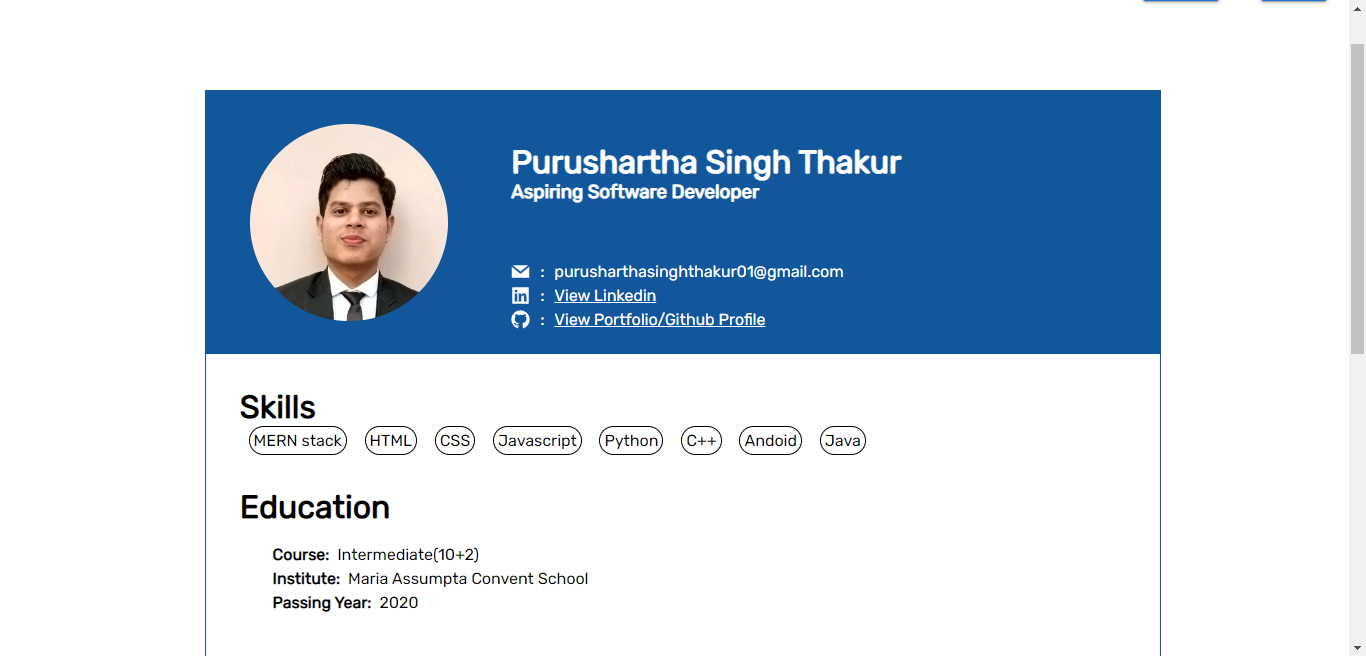 Purushartha Singh Thakur
Aspiring Software Developer
: purusharthasinghthakur01@gmail.com
: View Linkedin
: View Portfolio/Github Profile
Skills
MERN stack HTML CSS Javascript Python C++ Andoid Java
Education
Course: Intermediate(10+2)
Institute: Maria Assumpta Convent School
Passing Year: 2020